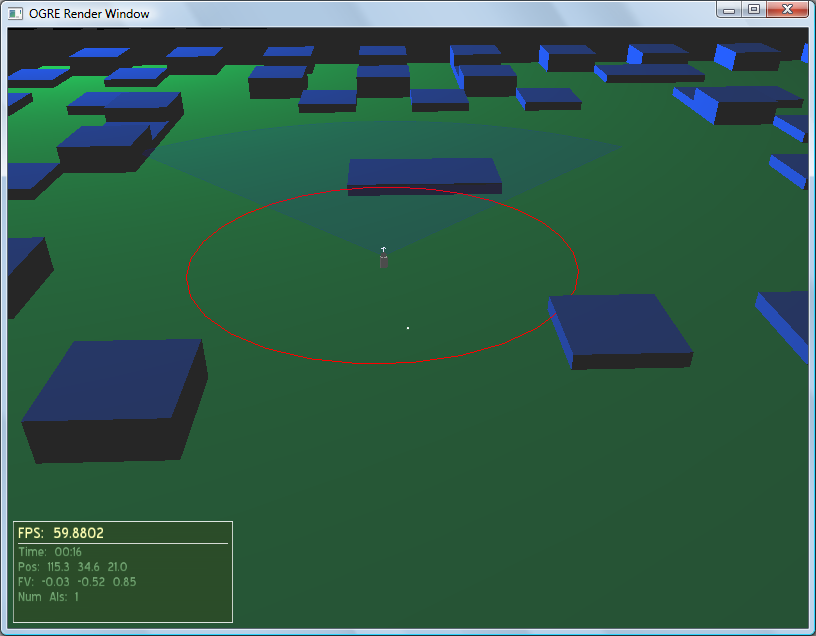 OGRE Render Window
FPS: 59.8802
Time: 00:16
Pos: 115.3 34.6 21.0
FV: -0.03 -0.52 0.85
Num AIs: 1